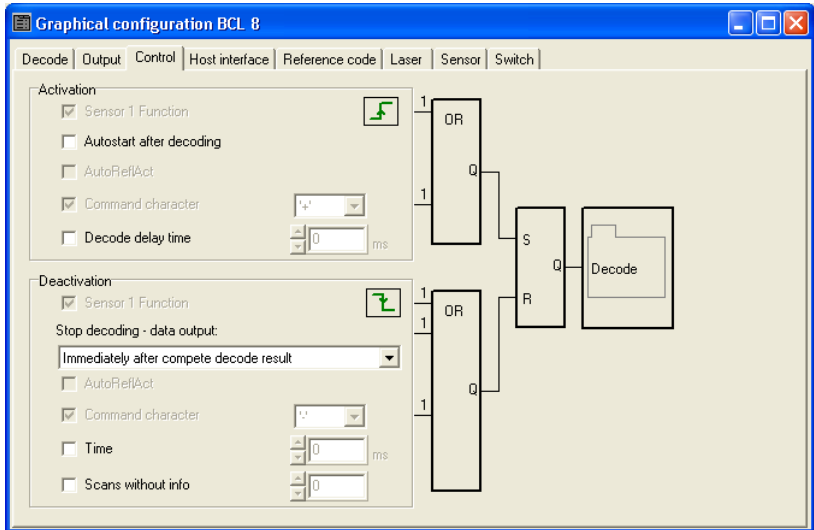 Graphical configuration BCL 8
Decode Output Control Host interface Reference code Laser Sensor Switch
Activation
Sensor 1 Function
1
OR
Autostart after decoding
AutoReflAct
Q
Command character '+'
1
Decode delay time 0 ms
S
Q
Decode
R
Deactivation
Sensor 1 Function
1
OR
Stop decoding - data output:
1
Immediately after compete decode result
AutoReflAct
Q
Command character '-'
1
Time 0 ms
Scans without info 0